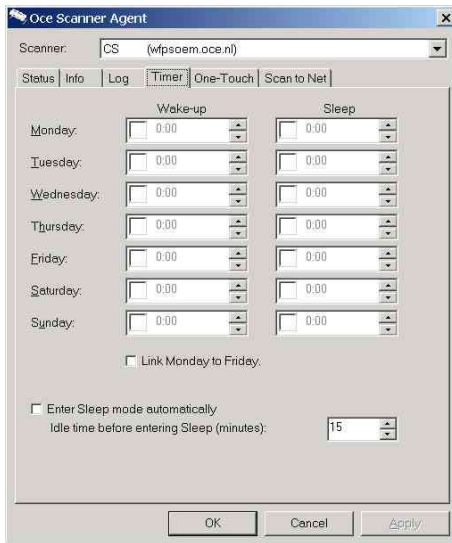 Oce Scanner Agent
Scanner: CS (wfpsoem.oce.nl)
Status Info Log Timer One-Touch Scan to Net
Wake-up Sleep
Monday: 0:00 0:00
Tuesday: 0:00 0:00
Wednesday: 0:00 0:00
Thursday: 0:00 0:00
Friday: 0:00 0:00
Saturday: 0:00 0:00
Sunday: 0:00 0:00
Link Monday to Friday.
Enter Sleep mode automatically
Idle time before entering Sleep (minutes): 15
OK Cancel Apply